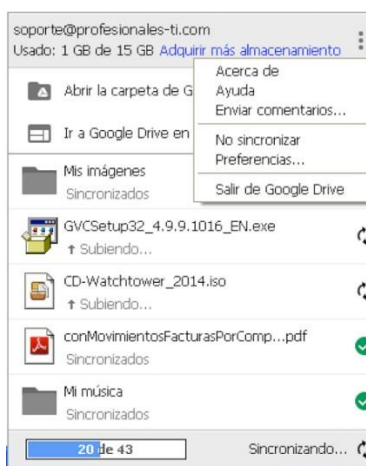 soporte@profesionales-ti.com
Usado: 1 GB de 15 GB Adquirir más almacenamiento
Acerca de
Ayuda
Enviar comentarios...
No sincronizar
Preferencias...
Salir de Google Drive
Abrir la carpeta de G
Ir a Google Drive en
Mis imágenes
Sincronizados
GVCSetup32_4.9.9.1016_EN.exe
↑ Subiendo...
CD-Watchtower_2014.iso
↑ Subiendo...
conMovimientosFacturasPorComp...pdf
Sincronizados
Mi música
Sincronizados
20 de 43
Sincronizando...